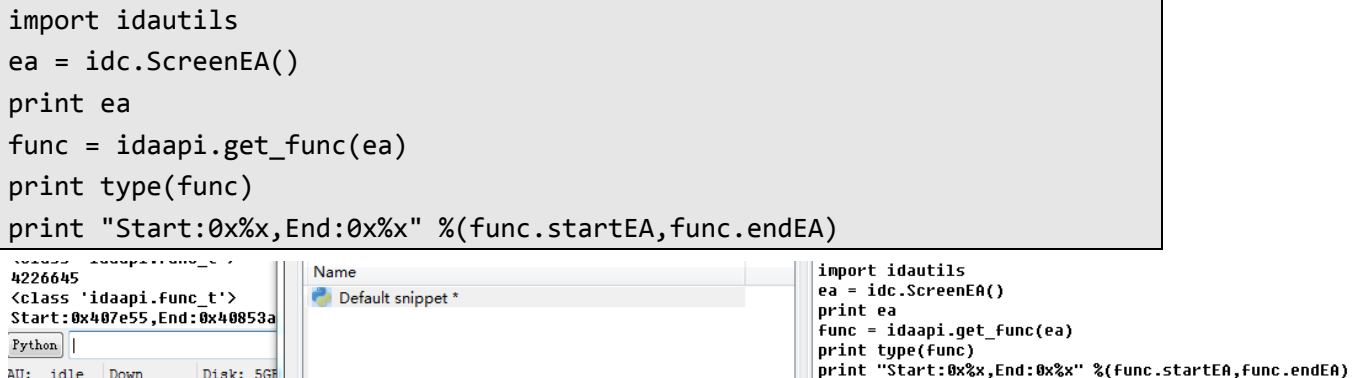 import idautils
ea = idc.ScreenEA()
print ea
func = idaapi.get_func(ea)
print type(func)
print "Start:0x%x,End:0x%x" %(func.startEA,func.endEA)
4226645
<class 'idaapi.func_t'>
Start:0x407e55,End:0x40853a
Python
AU: idle Down Disk: 5GB
Name
Default snippet *
import idautils
ea = idc.ScreenEA()
print ea
func = idaapi.get_func(ea)
print type(func)
print "Start:0x%x,End:0x%x" %(func.startEA,func.endEA)